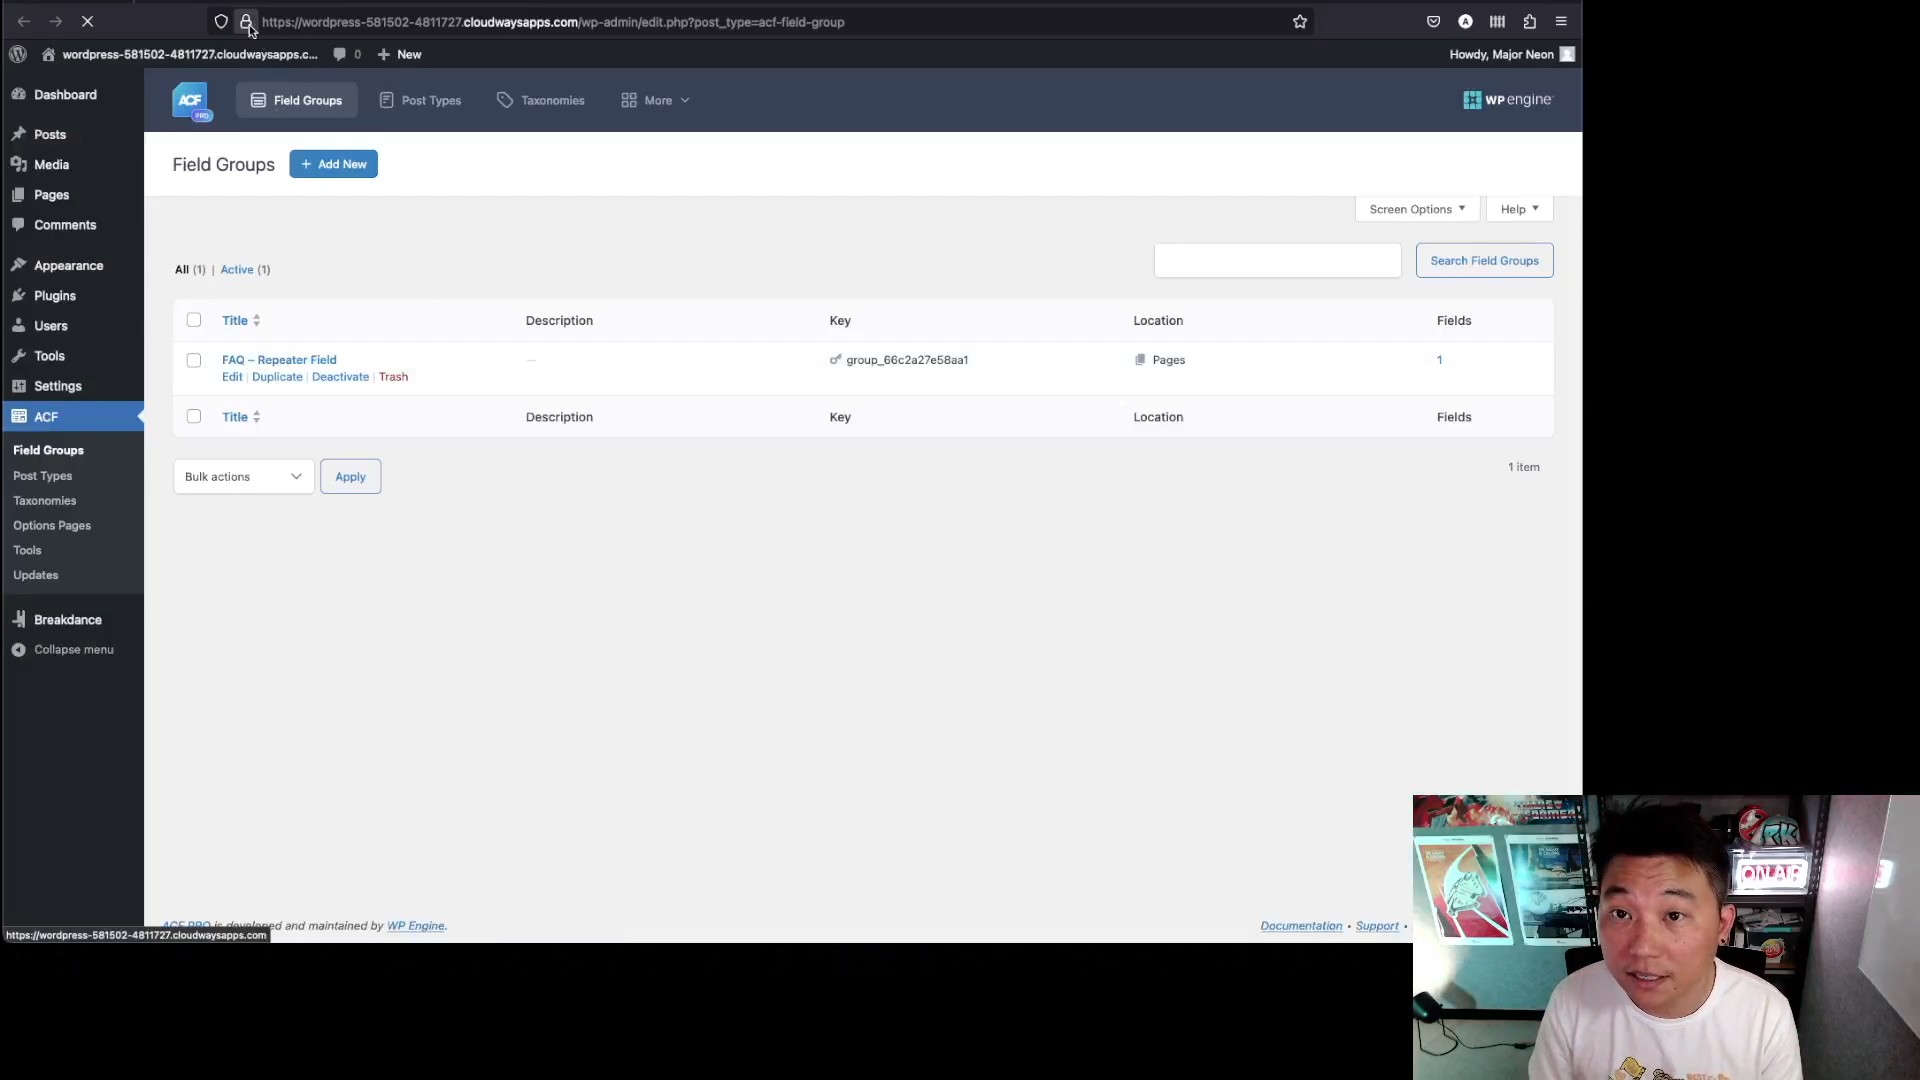 https://wordpress-581502-4811727.cloudwaysapps.com/wp-admin/edit.php?post_type=acf-field-group
wordpress-581502-4811727.cloudwaysapps.c...
0
New
Howdy, Major Neon
ACF
PRO
Field Groups
Post Types
Taxonomies
More
WP engine
Dashboard
Posts
Media
Pages
Comments
Appearance
Plugins
Users
Tools
Settings
ACF
Field Groups
Post Types
Taxonomies
Options Pages
Tools
Updates
Breakdance
Collapse menu
Field Groups
+ Add New
Screen Options
Help
All (1) | Active (1)
Search Field Groups
Title Description Key Location Fields
FAQ – Repeater Field — group_66c2a27e58aa1 Pages 1
Edit | Duplicate | Deactivate | Trash
Title Description Key Location Fields
Bulk actions
Apply
1 item
ACF PRO is developed and maintained by WP Engine.
Documentation • Support •
https://wordpress-581502-4811727.cloudwaysapps.com
ON AIR